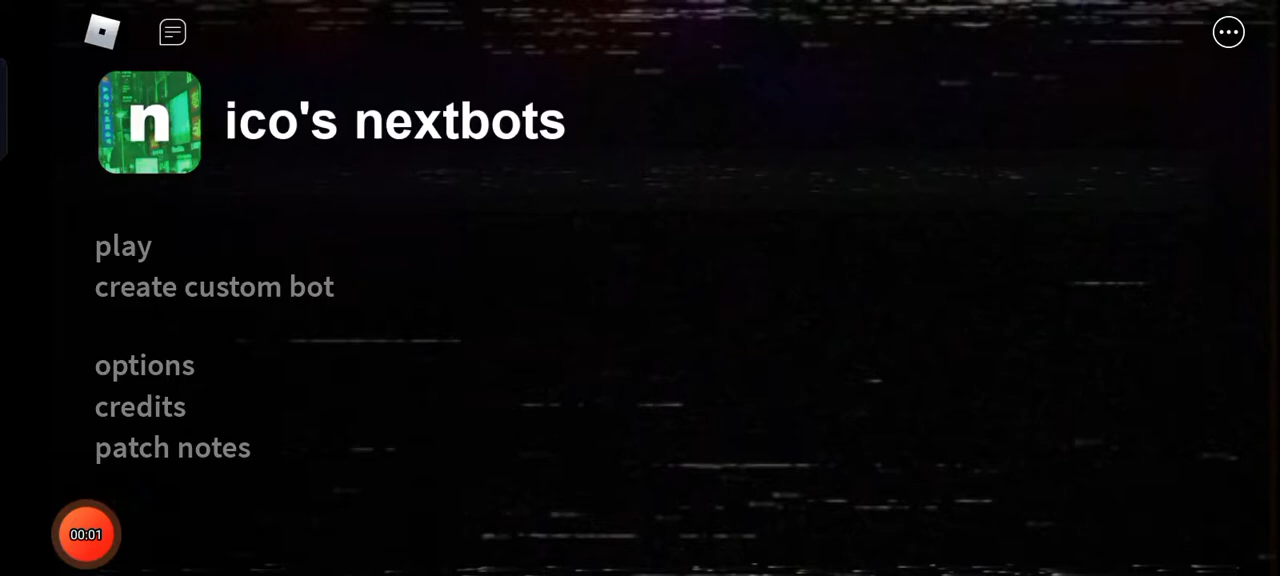 n ico's nextbots
play
create custom bot
options
credits
patch notes
00:01